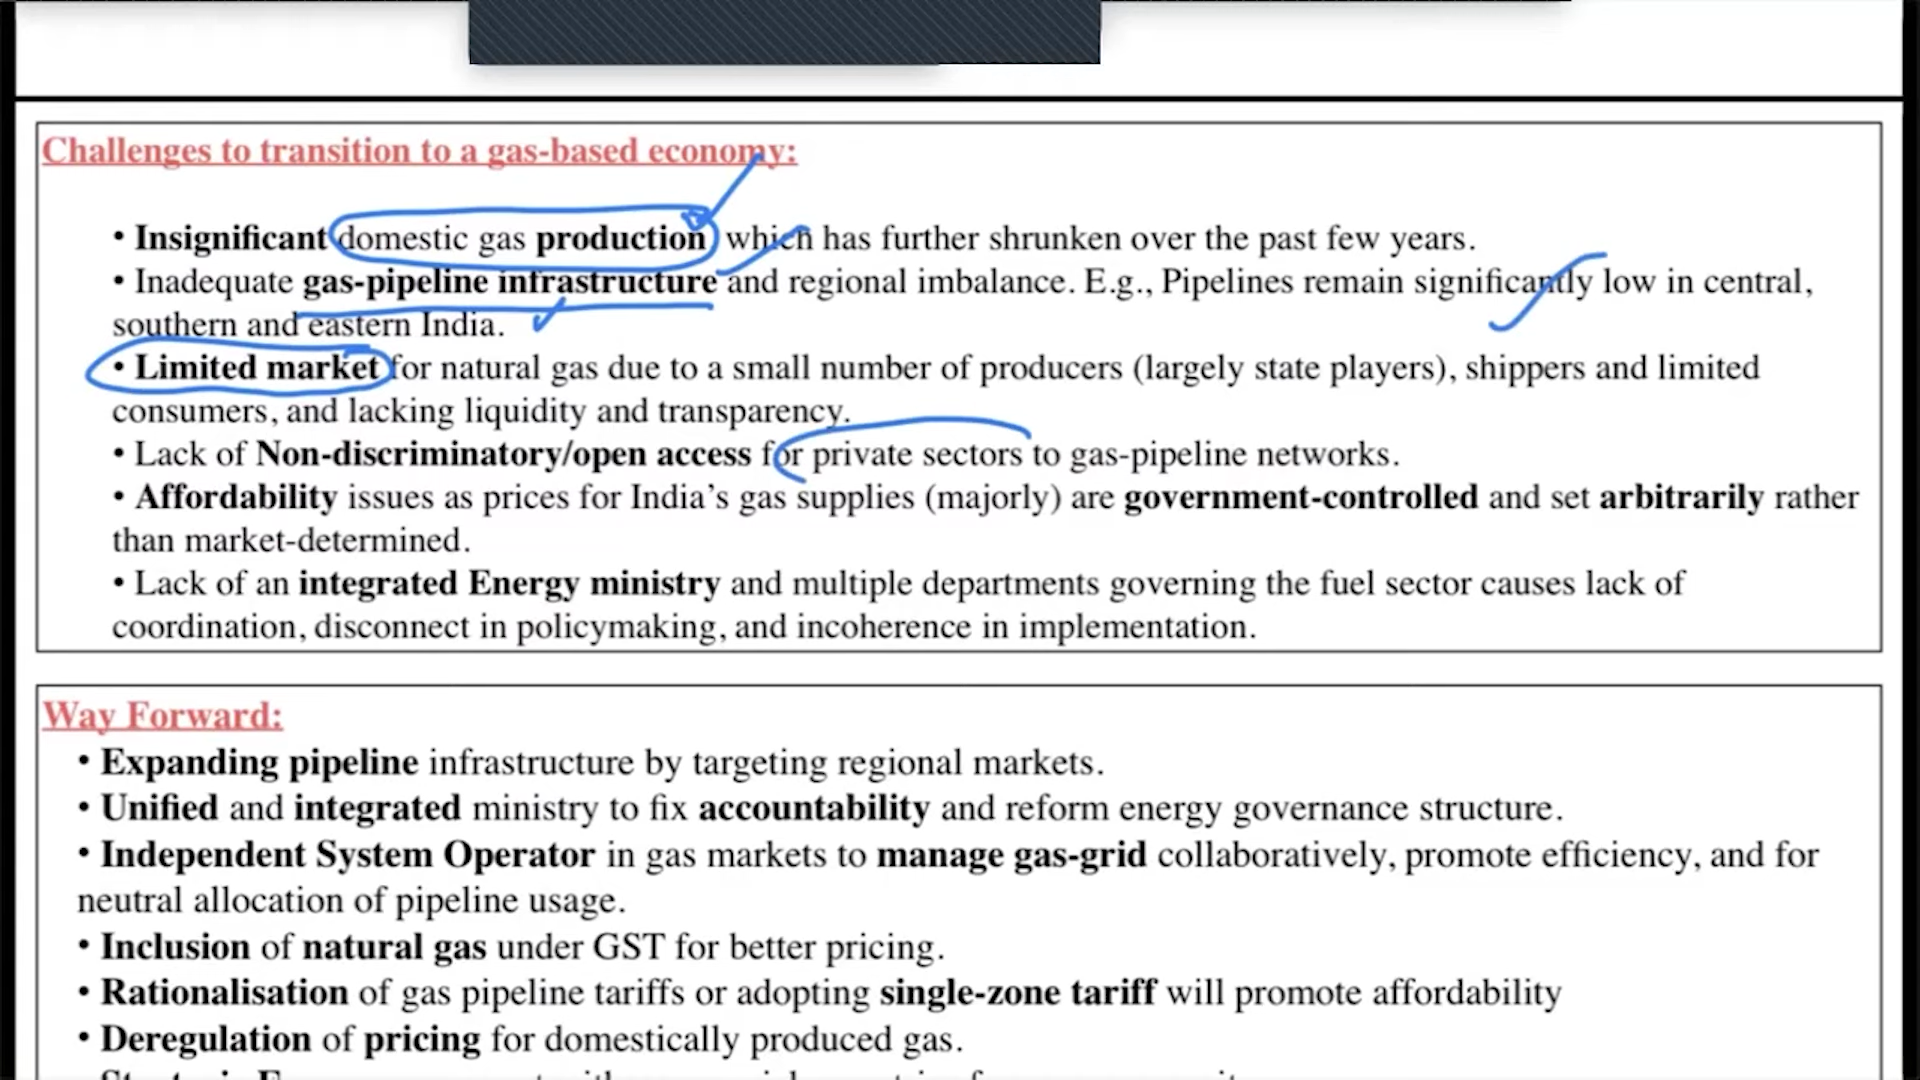 Challenges to transition to a gas-based economy:
• Insignificant domestic gas production which has further shrunken over the past few years.
• Inadequate gas-pipeline infrastructure and regional imbalance. E.g., Pipelines remain significantly low in central,
southern and eastern India.
• Limited market for natural gas due to a small number of producers (largely state players), shippers and limited
consumers, and lacking liquidity and transparency.
• Lack of Non-discriminatory/open access for private sectors to gas-pipeline networks.
• Affordability issues as prices for India’s gas supplies (majorly) are government-controlled and set arbitrarily rather
than market-determined.
• Lack of an integrated Energy ministry and multiple departments governing the fuel sector causes lack of
coordination, disconnect in policymaking, and incoherence in implementation.
Way Forward:
• Expanding pipeline infrastructure by targeting regional markets.
• Unified and integrated ministry to fix accountability and reform energy governance structure.
• Independent System Operator in gas markets to manage gas-grid collaboratively, promote efficiency, and for
neutral allocation of pipeline usage.
• Inclusion of natural gas under GST for better pricing.
• Rationalisation of gas pipeline tariffs or adopting single-zone tariff will promote affordability
• Deregulation of pricing for domestically produced gas.